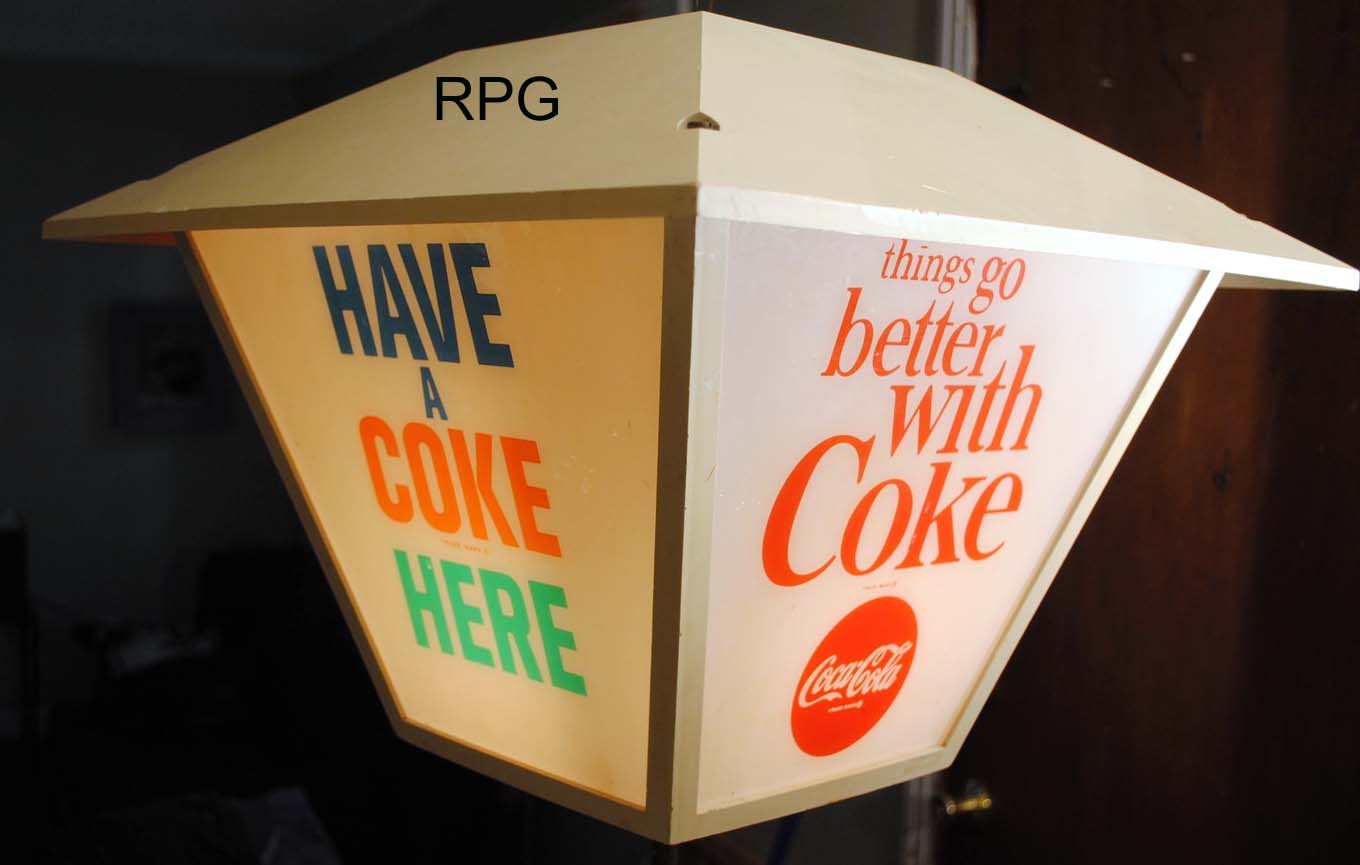 RPG
HAVE
A
COKE
HERE
things go
better
with
Coke
Coca-Cola